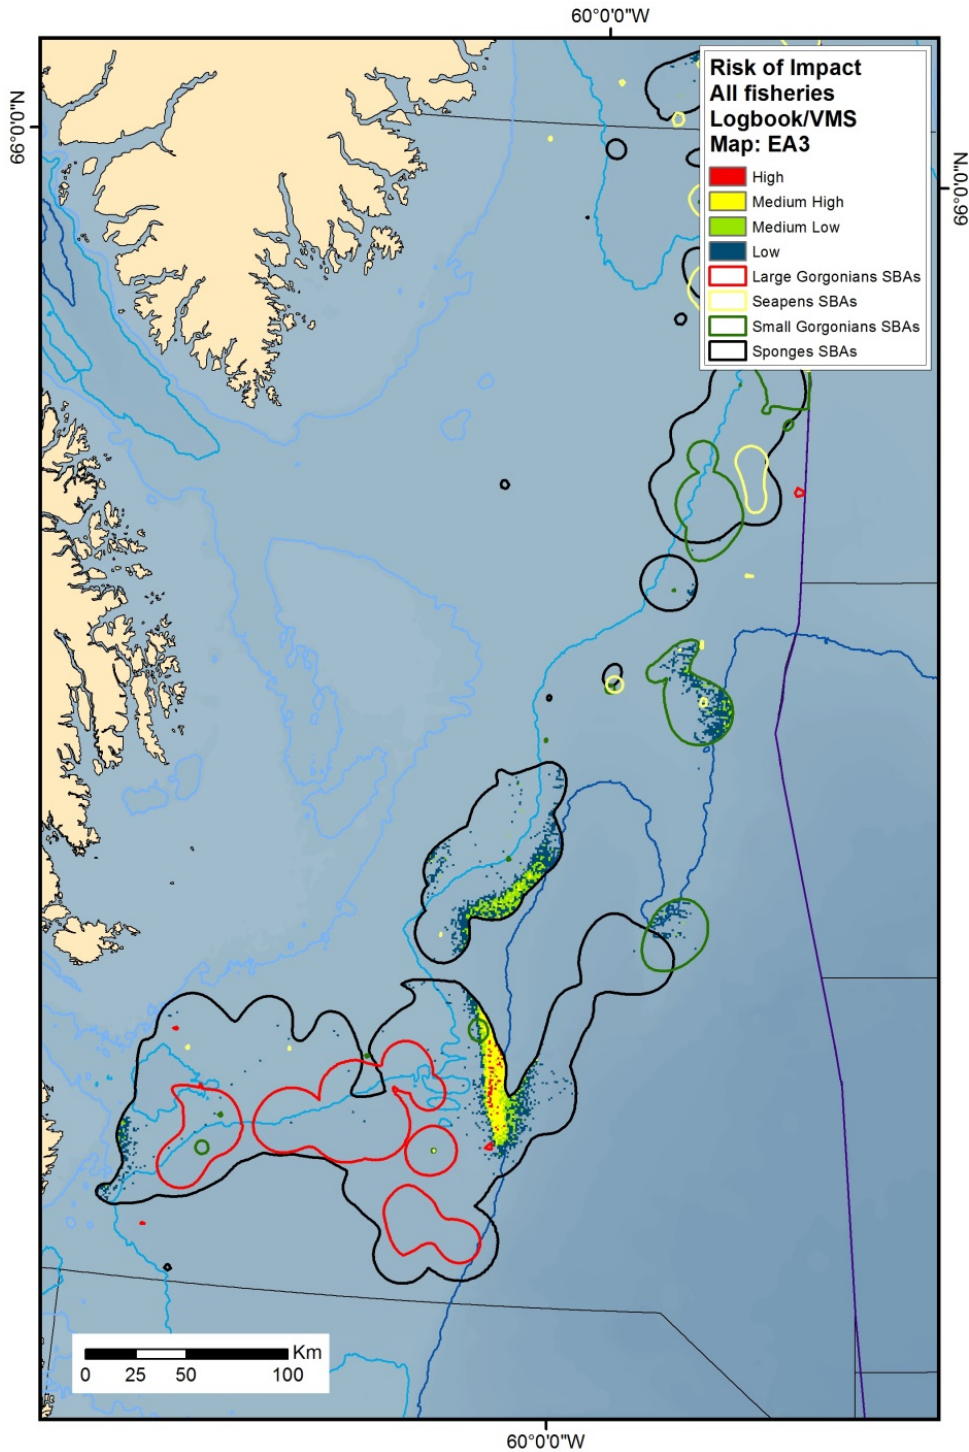 60°0'0"W
66°0'0"N
66°0'0"N
Risk of Impact
All fisheries
Logbook/VMS
Map: EA3
High
Medium High
Medium Low
Low
Large Gorgonians SBAs
Seapens SBAs
Small Gorgonians SBAs
Sponges SBAs
Km
0 25 50 100
60°0'0"W